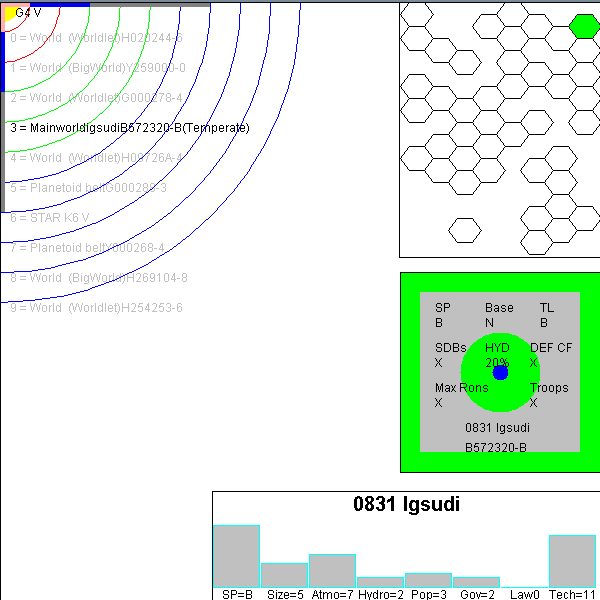 G4 V
0 = World (Worldlet)H020244-6
1 = World (BigWorld)Y259000-0
2 = World (Worldlet)G000278-4
3 = MainworldIgsudiB572320-B(Temperate)
4 = World (Worldlet)H09726A-4
5 = Planetoid beltG000289-3
6 = STAR K6 V
7 = Planetoid beltY000268-4
8 = World (BigWorld)H269104-8
9 = World (Worldlet)H254253-6
SP Base TL
B N B
SDBs HYD DEF CF
X 20% X
Max Rons Troops
X X
0831 Igsudi
B572320-B
0831 Igsudi
SP=B Size=5 Atmo=7 Hydro=2 Pop=3 Gov=2 Law0 Tech=11